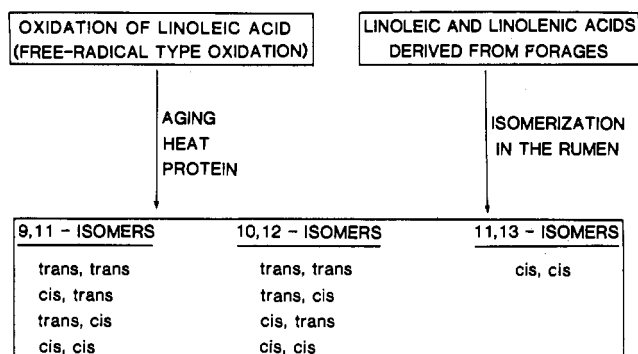 OXIDATION OF LINOLEIC ACID
(FREE-RADICAL TYPE OXIDATION)
LINOLEIC AND LINOLENIC ACIDS
DERIVED FROM FORAGES
AGING
HEAT
PROTEIN
ISOMERIZATION
IN THE RUMEN
9,11 - ISOMERS
trans, trans
cis, trans
trans, cis
cis, cis
10,12 - ISOMERS
trans, trans
trans, cis
cis, trans
cis, cis
11,13 - ISOMERS
cis, cis